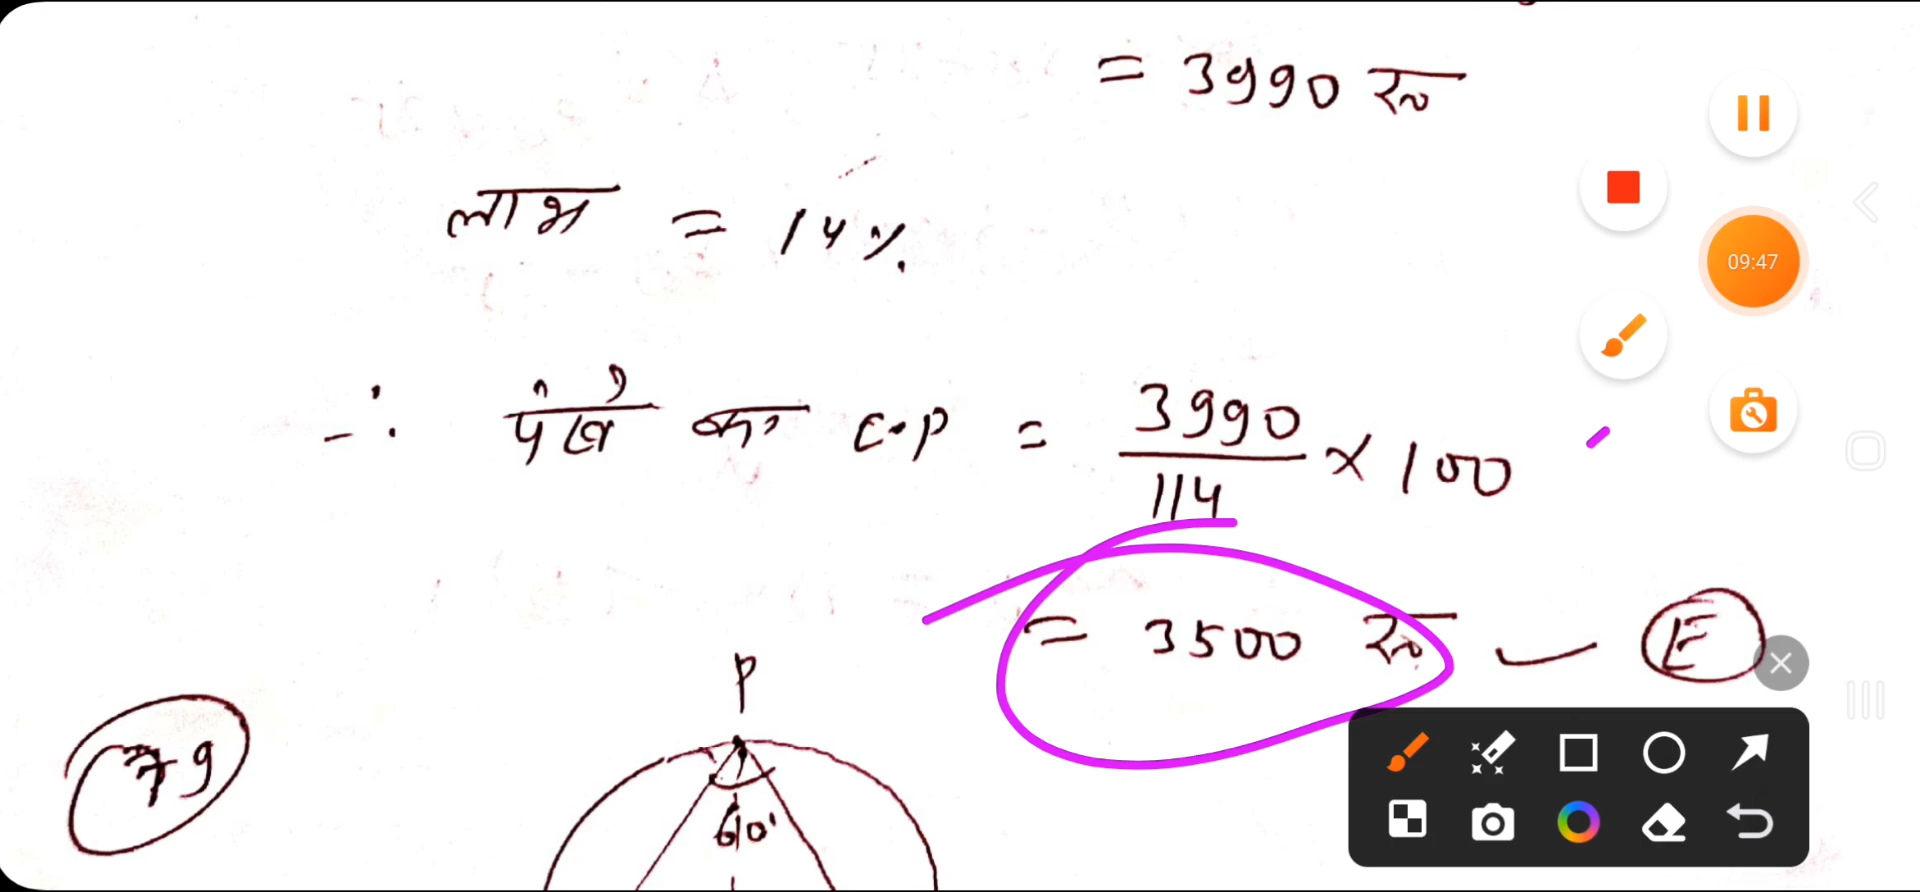 = 3990 रू
लाभ = 14%
∴ पंखे का C.P = 3990/114 × 100
= 3500 रू ✓ E
79
P
60°
09:47